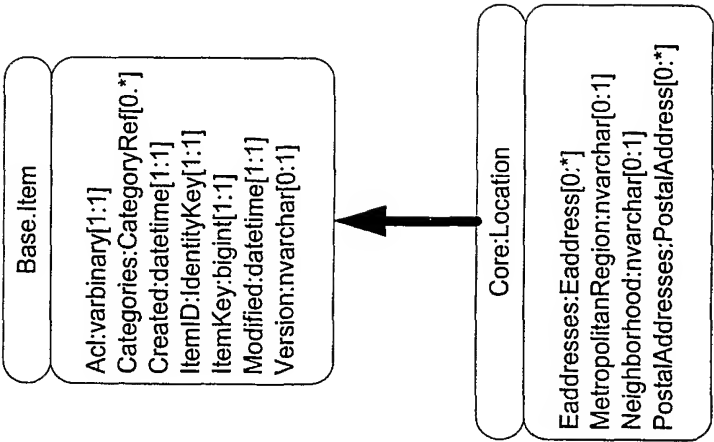 Base.Item
Acl:varbinary[1:1]
Categories:CategoryRef[0.*]
Created:datetime[1:1]
ItemID:IdentityKey[1:1]
ItemKey:bigint[1:1]
Modified:datetime[1:1]
Version:nvarchar[0:1]
Core:Location
Eaddresses:Eaddress[0:*]
MetropolitanRegion:nvarchar[0:1]
Neighborhood:nvarchar[0:1]
PostalAddresses:PostalAddress[0:*]